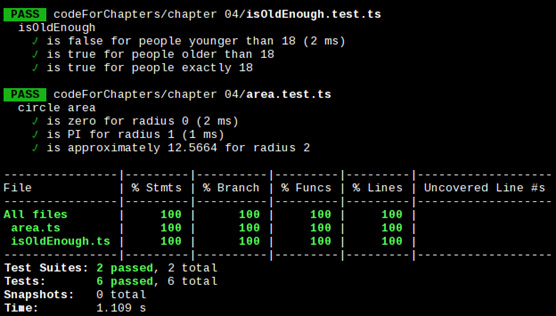 PASS codeForChapters/chapter 04/isOldEnough.test.ts
isOldEnough
✓ is false for people younger than 18 (2 ms)
✓ is true for people older than 18
✓ is true for people exactly 18
PASS codeForChapters/chapter 04/area.test.ts
circle area
✓ is zero for radius 0 (2 ms)
✓ is PI for radius 1 (1 ms)
✓ is approximately 12.5664 for radius 2
----------------|---------|----------|---------|---------|-------------------
File            | % Stmts | % Branch | % Funcs | % Lines | Uncovered Line #s
----------------|---------|----------|---------|---------|-------------------
All files       |     100 |      100 |     100 |     100 |
 area.ts        |     100 |      100 |     100 |     100 |
 isOldEnough.ts |     100 |      100 |     100 |     100 |
----------------|---------|----------|---------|---------|-------------------
Test Suites: 2 passed, 2 total
Tests:       6 passed, 6 total
Snapshots:   0 total
Time:        1.109 s